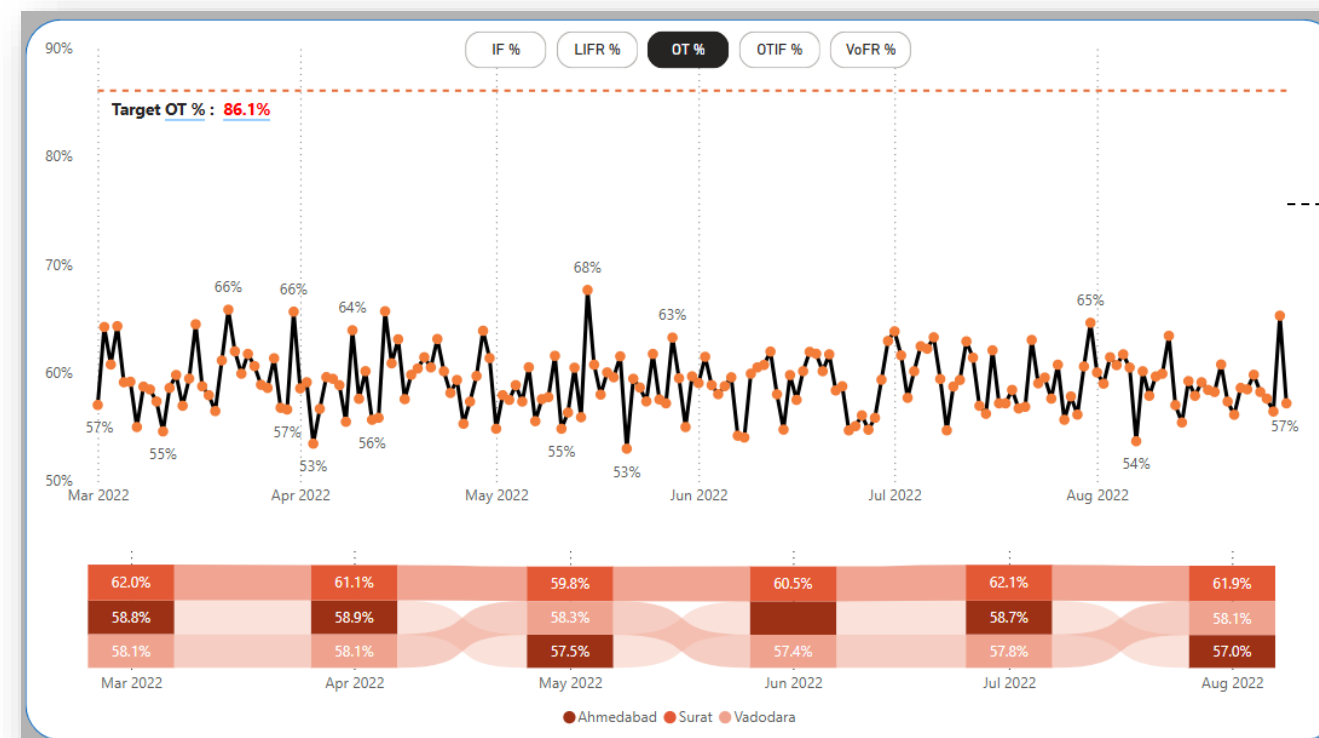 90%
IF %
LIFR %
OT %
OTIF %
VoFR %
Target OT % : 86.1%
80%
70%
68%
66%
66%
65%
64%
63%
60%
57%
57%
57%
56%
55%
55%
54%
53%
53%
50%
Mar 2022 Apr 2022 May 2022 Jun 2022 Jul 2022 Aug 2022
62.0% 61.1% 59.8% 60.5% 62.1% 61.9%
58.8% 58.9% 58.3% 58.7% 58.1%
58.1% 58.1% 57.5% 57.4% 57.8% 57.0%
Mar 2022 Apr 2022 May 2022 Jun 2022 Jul 2022 Aug 2022
Ahmedabad Surat Vadodara